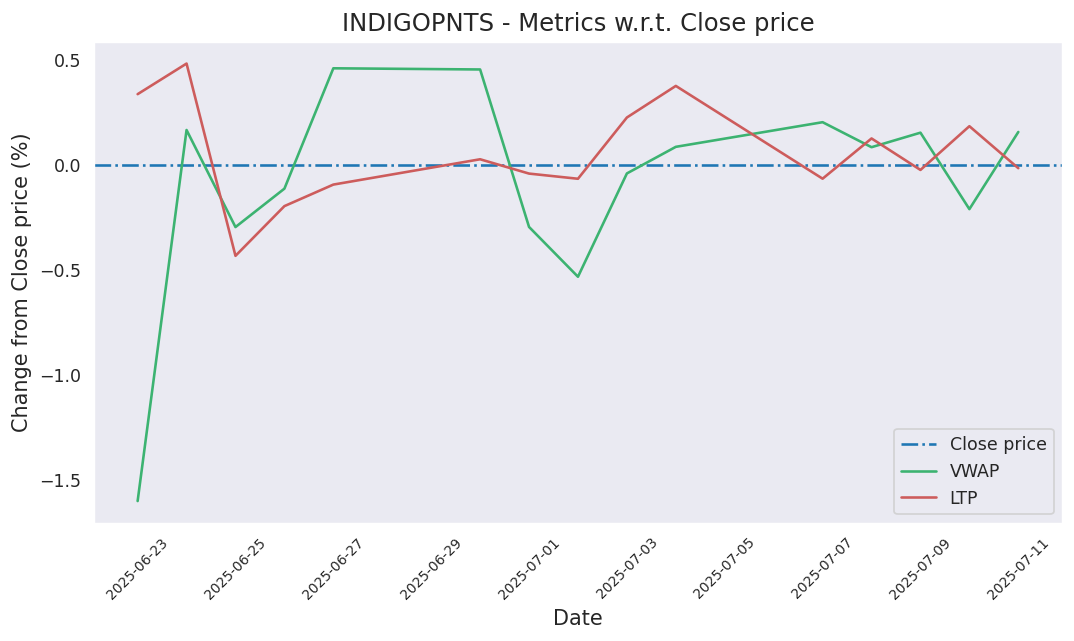 INDIGOPNTS - Metrics w.r.t. Close price
Change from Close price (%)
0.5
0.0
−0.5
−1.0
−1.5
Close price
VWAP
LTP
2025-06-23
2025-06-25
2025-06-27
2025-06-29
2025-07-01
2025-07-03
2025-07-05
2025-07-07
2025-07-09
2025-07-11
Date